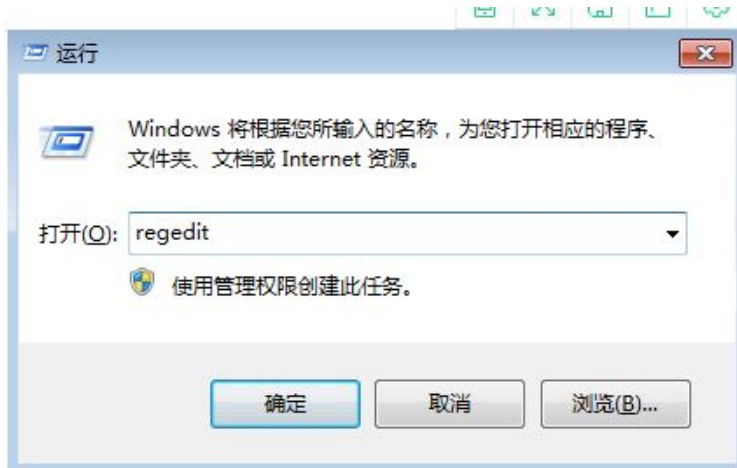 运行
Windows 将根据您所输入的名称，为您打开相应的程序、
文件夹、文档或 Internet 资源。
打开(O): regedit
使用管理权限创建此任务。
确定 取消 浏览(B)...